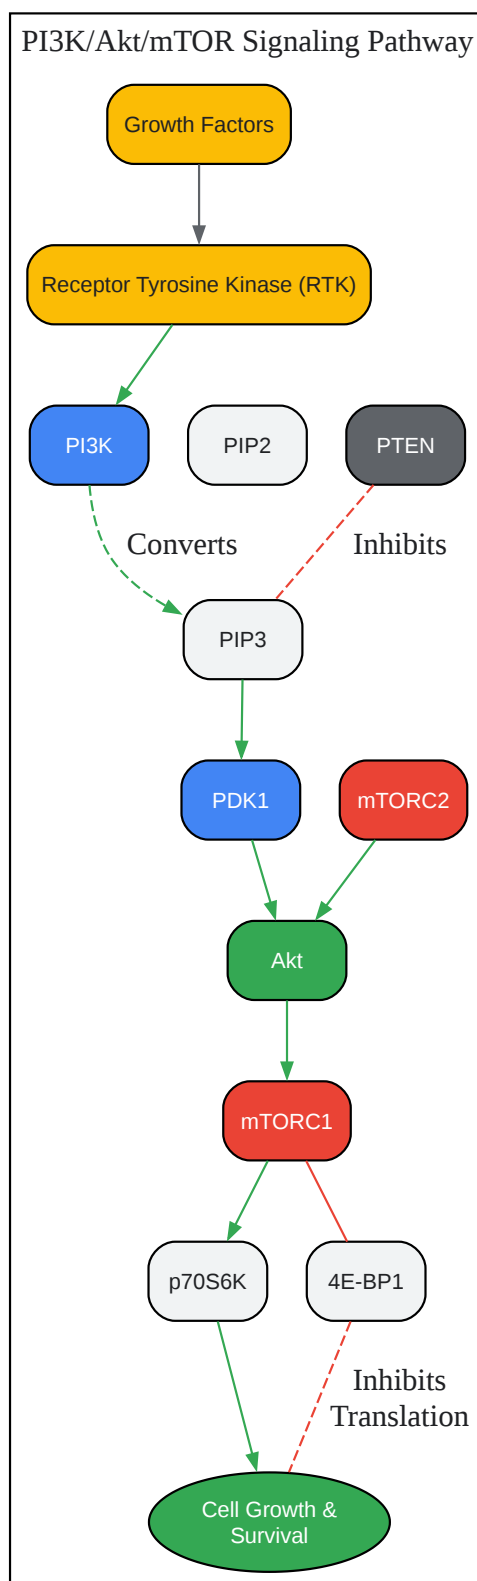 PI3K/Akt/mTOR Signaling Pathway
Growth Factors
Receptor Tyrosine Kinase (RTK)
PI3K
PIP2
PTEN
Converts
Inhibits
PIP3
PDK1
mTORC2
Akt
mTORC1
p70S6K
4E-BP1
Inhibits
Translation
Cell Growth &
Survival